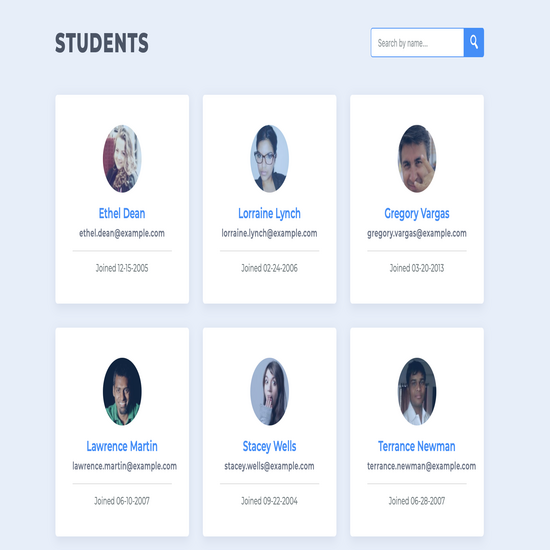 STUDENTS
Search by name...
Ethel Dean
ethel.dean@example.com
Joined 12-15-2005
Lorraine Lynch
lorraine.lynch@example.com
Joined 02-24-2006
Gregory Vargas
gregory.vargas@example.com
Joined 03-20-2013
Lawrence Martin
lawrence.martin@example.com
Joined 06-10-2007
Stacey Wells
stacey.wells@example.com
Joined 09-22-2004
Terrance Newman
terrance.newman@example.com
Joined 06-28-2007